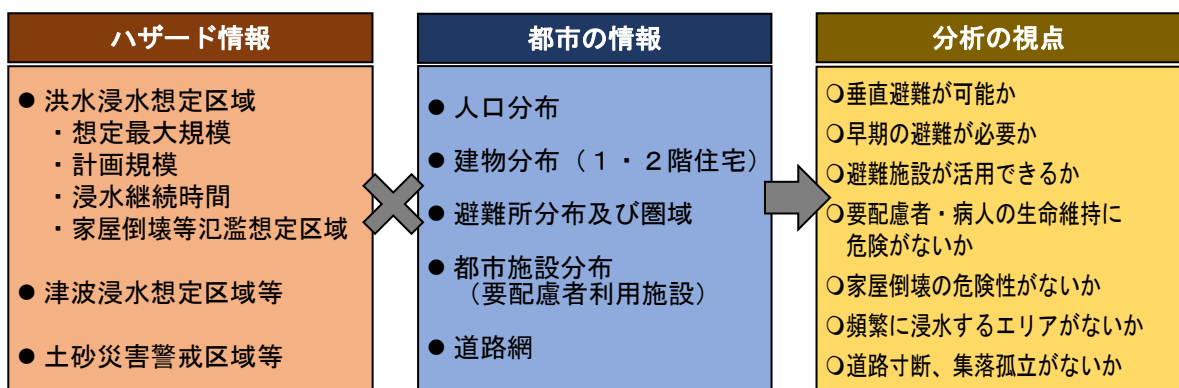 ハザード情報
● 洪水浸水想定区域
・想定最大規模
・計画規模
・浸水継続時間
・家屋倒壊等氾濫想定区域
● 津波浸水想定区域等
● 土砂災害警戒区域等
都市の情報
● 人口分布
● 建物分布（１・２階住宅）
● 避難所分布及び圏域
● 都市施設分布
（要配慮者利用施設）
● 道路網
分析の視点
○垂直避難が可能か
○早期の避難が必要か
○避難施設が活用できるか
○要配慮者・病人の生命維持に
危険がないか
○家屋倒壊の危険性がないか
○頻繁に浸水するエリアがないか
○道路寸断、集落孤立がないか